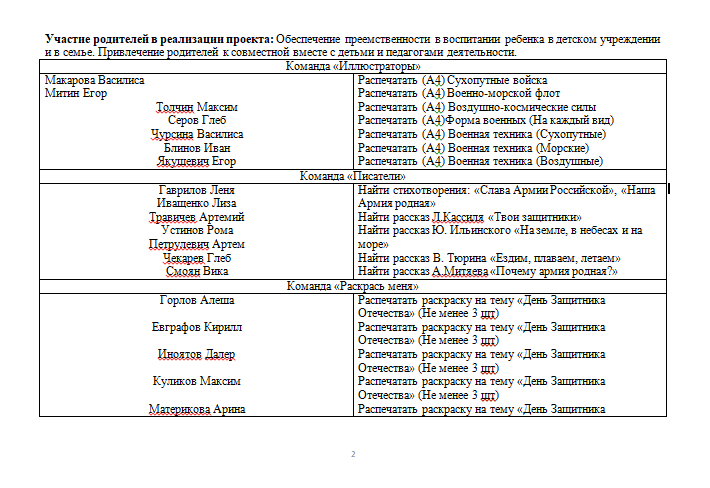 Участие родителей в реализации проекта: Обеспечение преемственности в воспитании ребенка в детском учреждении
и в семье. Привлечение родителей к совместной вместе с детьми и педагогами деятельности.
Команда «Иллюстраторы»
Макарова Василиса Распечатать (А4) Сухопутные войска
Митин Егор Распечатать (А4) Военно-морской флот
Толчин Максим Распечатать (А4) Воздушно-космические силы
Серов Глеб Распечатать (А4)Форма военных (На каждый вид)
Чурсина Василиса Распечатать (А4) Военная техника (Сухопутные)
Блинов Иван Распечатать (А4) Военная техника (Морские)
Якушевич Егор Распечатать (А4) Военная техника (Воздушные)
Команда «Писатели»
Гаврилов Леня Найти стихотворения: «Слава Армии Российской», «Наша
Иващенко Лиза Армия родная»
Травичев Артемий Найти рассказ Л.Кассиля «Твои защитники»
Устинов Рома Найти рассказ Ю. Ильинского «На земле, в небесах и на
Петрулевич Артем море»
Чекарев Глеб Найти рассказ В. Тюрина «Ездим, плаваем, летаем»
Смоян Вика Найти рассказ А.Митяева «Почему армия родная?»
Команда «Раскрась меня»
Горлов Алеша Распечатать раскраску на тему «День Защитника
Отечества» (Не менее 3 шт)
Евграфов Кирилл Распечатать раскраску на тему «День Защитника
Отечества» (Не менее 3 шт)
Иноятов Далер Распечатать раскраску на тему «День Защитника
Отечества» (Не менее 3 шт)
Куликов Максим Распечатать раскраску на тему «День Защитника
Отечества» (Не менее 3 шт)
Материкова Арина Распечатать раскраску на тему «День Защитника
2